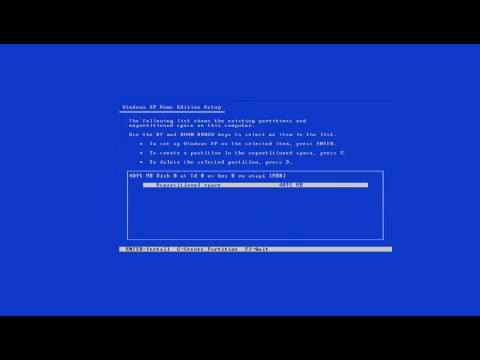 Windows XP Home Edition Setup
The following list shows the existing partitions and
unpartitioned space on this computer.
Use the UP and DOWN ARROW keys to select an item in the list.
• To set up Windows XP on the selected item, press ENTER.
• To create a partition in the unpartitioned space, press C.
• To delete the selected partition, press D.
4095 MB Disk 0 at Id 0 on bus 0 on atapi [MBR]
Unpartitioned space 4095 MB
ENTER=Install C=Create Partition F3=Quit